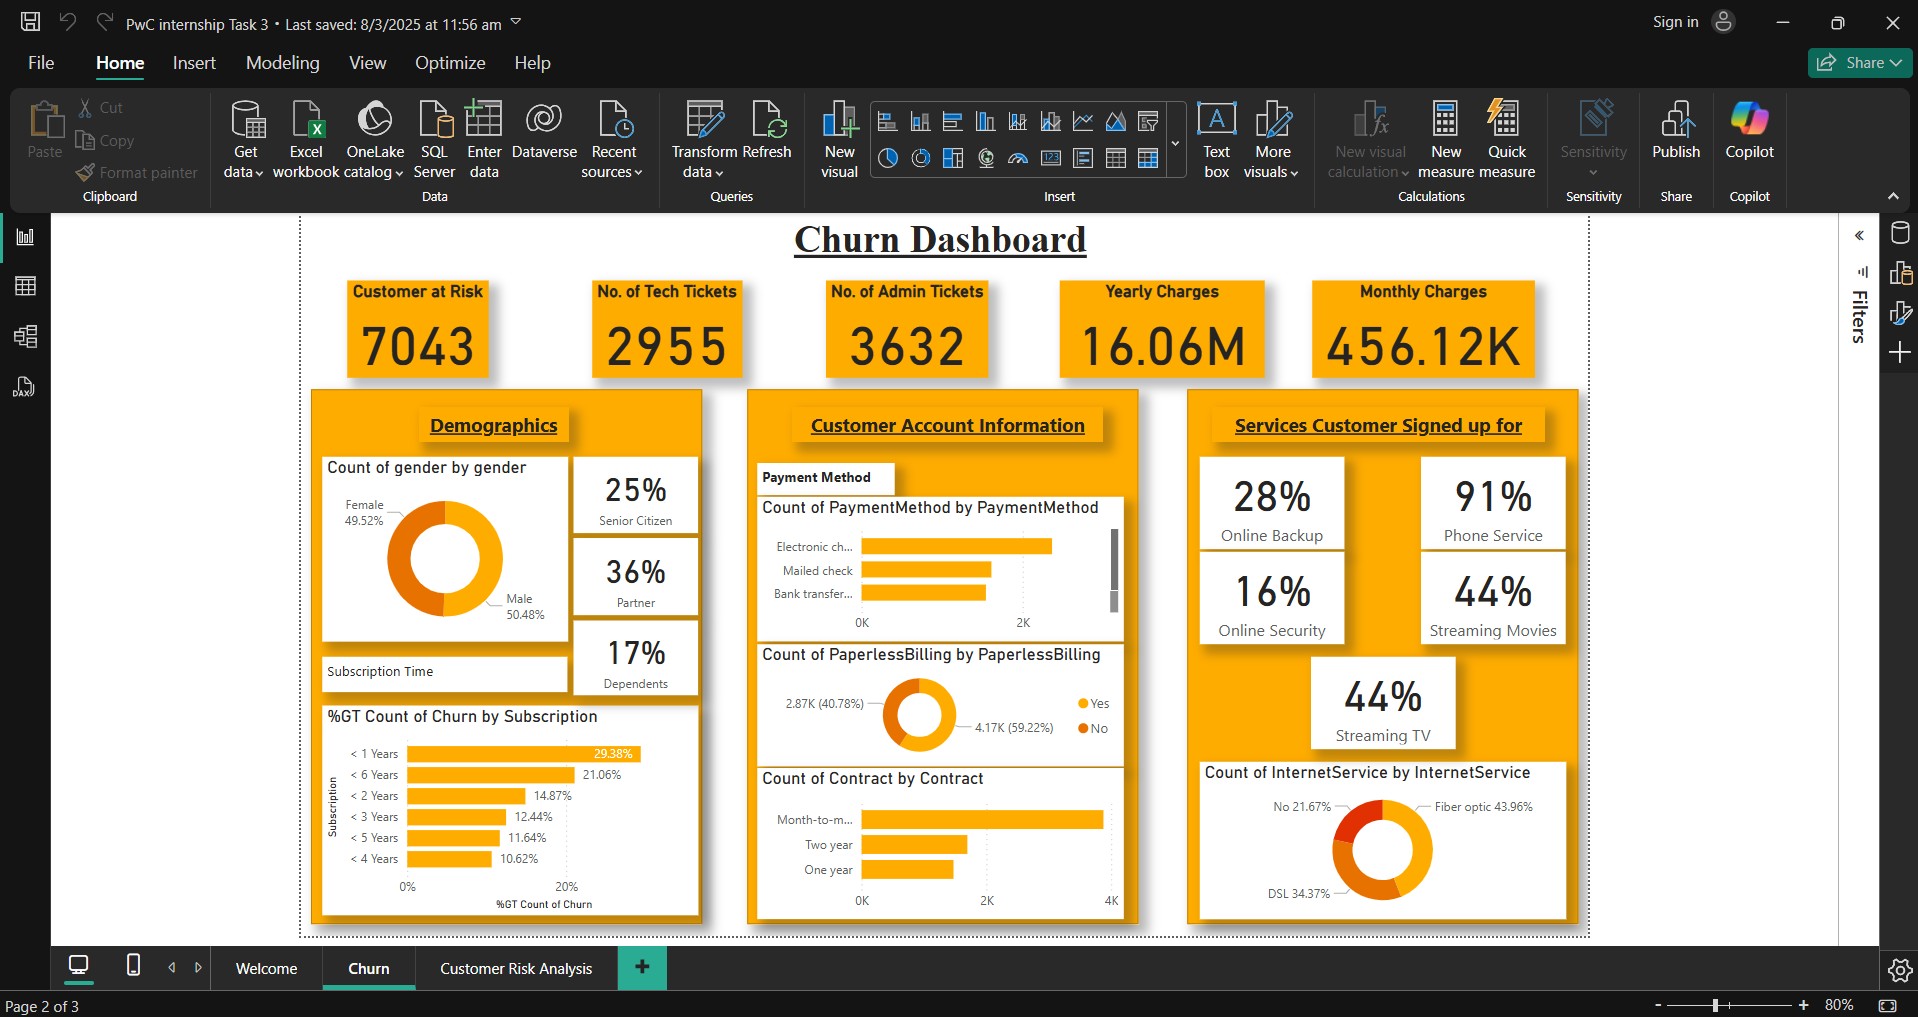 PwC internship Task 3 • Last saved: 8/3/2025 at 11:56 am
Sign in
File Home Insert Modeling View Optimize Help
Share
Paste
Cut
Copy
Format painter
Clipboard
Get data
Excel workbook
OneLake catalog
SQL Server
Enter data
Dataverse
Recent sources
Data
Transform data
Refresh
Queries
New visual
Text box
More visuals
Insert
New visual calculation
New measure
Quick measure
Calculations
Sensitivity
Sensitivity
Publish
Share
Copilot
Copilot
DAX
Filters
Churn Dashboard
Customer at Risk
7043
No. of Tech Tickets
2955
No. of Admin Tickets
3632
Yearly Charges
16.06M
Monthly Charges
456.12K
Demographics
Count of gender by gender
Female
49.52%
Male
50.48%
25%
Senior Citizen
36%
Partner
17%
Dependents
Subscription Time
%GT Count of Churn by Subscription
Subscription
< 1 Years 29.38%
< 6 Years 21.06%
< 2 Years 14.87%
< 3 Years 12.44%
< 5 Years 11.64%
< 4 Years 10.62%
0% 20%
%GT Count of Churn
Customer Account Information
Payment Method
Count of PaymentMethod by PaymentMethod
Electronic ch...
Mailed check
Bank transfer...
0K 2K
Count of PaperlessBilling by PaperlessBilling
2.87K (40.78%)
4.17K (59.22%)
Yes
No
Count of Contract by Contract
Month-to-m...
Two year
One year
0K 2K 4K
Services Customer Signed up for
28%
Online Backup
91%
Phone Service
16%
Online Security
44%
Streaming Movies
44%
Streaming TV
Count of InternetService by InternetService
No 21.67%
Fiber optic 43.96%
DSL 34.37%
Welcome Churn Customer Risk Analysis +
Page 2 of 3
- + 80%